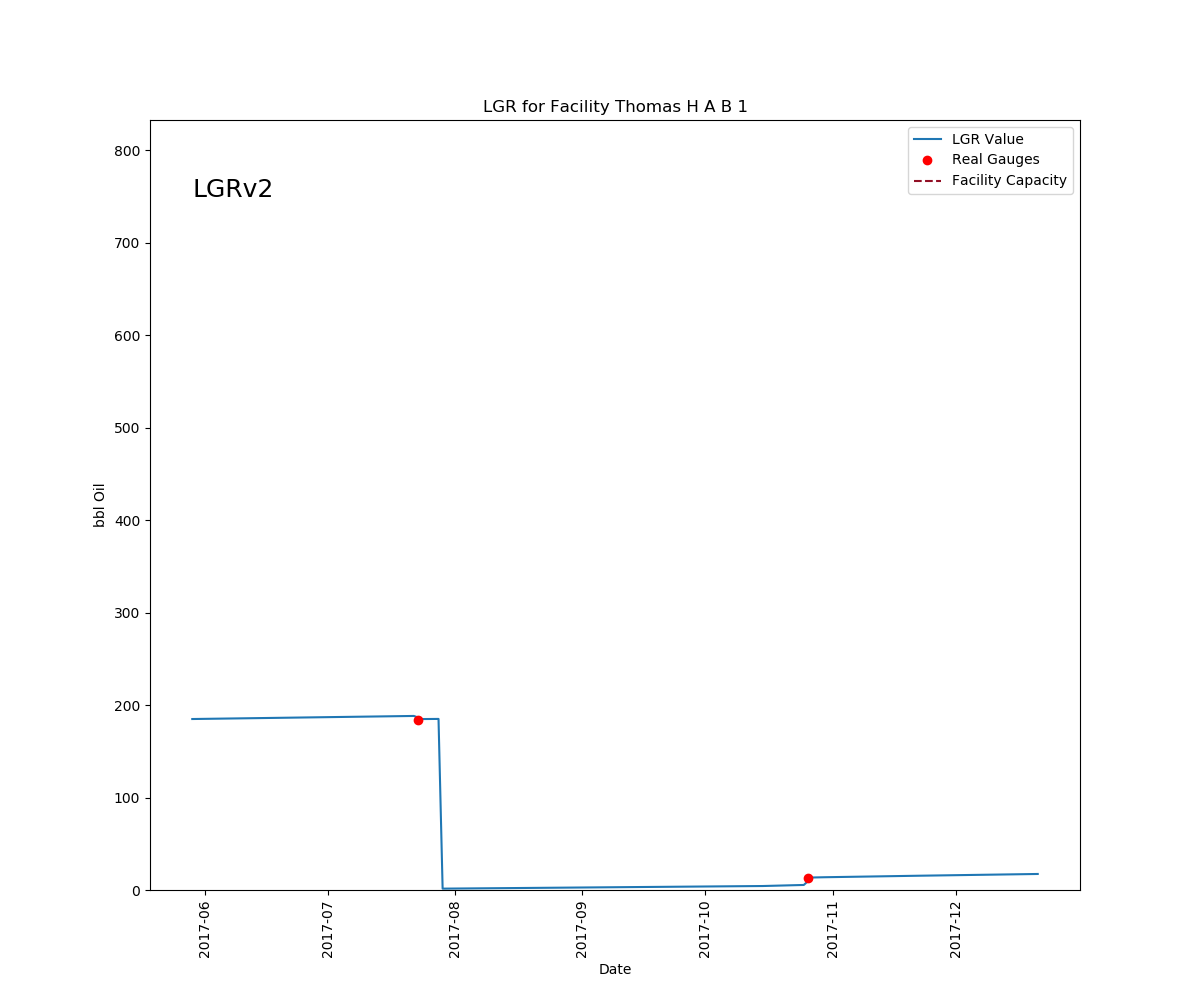 LGR for Facility Thomas H A B 1
LGRv2
LGR Value
Real Gauges
Facility Capacity
800
700
600
500
400
300
200
100
0
bbl Oil
2017-06
2017-07
2017-08
2017-09
2017-10
2017-11
2017-12
Date